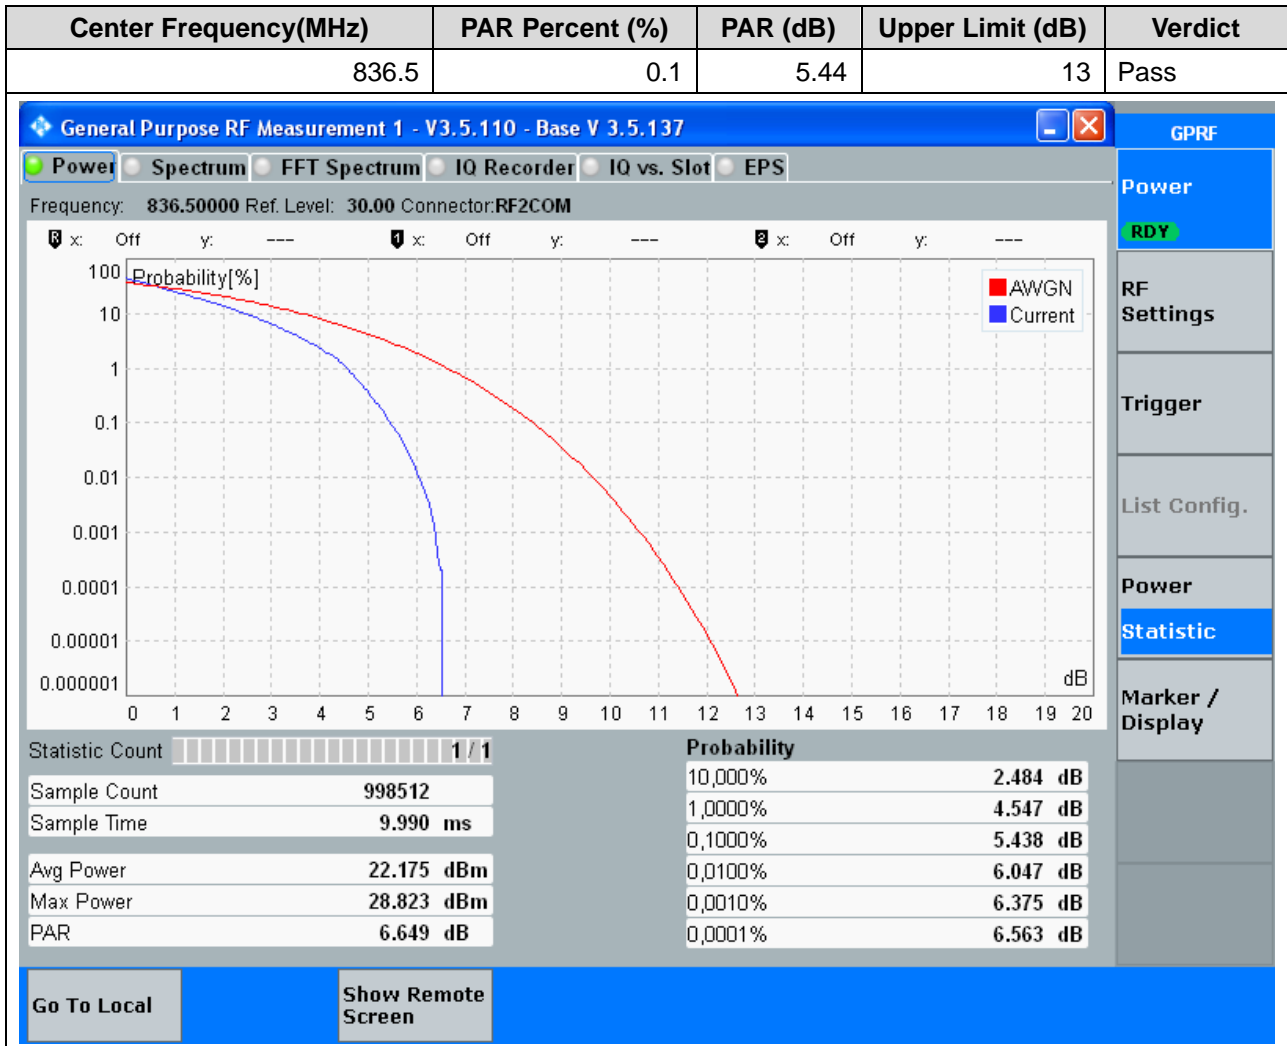 Center Frequency(MHz) PAR Percent (%) PAR (dB) Upper Limit (dB) Verdict
836.5 0.1 5.44 13 Pass
General Purpose RF Measurement 1 - V3.5.110 - Base V 3.5.137
GPRF
Power Spectrum FFT Spectrum IQ Recorder IQ vs. Slot EPS
Power
RDY
Frequency: 836.50000 Ref. Level: 30.00 Connector:RF2COM
R x: Off y: --- 1 x: Off y: --- 2 x: Off y: ---
Probability[%]
AWGN
Current
100
10
1
0.1
0.01
0.001
0.0001
0.00001
0.000001
dB
0 1 2 3 4 5 6 7 8 9 10 11 12 13 14 15 16 17 18 19 20
RF
Settings
Trigger
List Config.
Power
Statistic
Marker /
Display
Statistic Count 1 / 1
Sample Count 998512
Sample Time 9.990 ms
Avg Power 22.175 dBm
Max Power 28.823 dBm
PAR 6.649 dB
Probability
10,000% 2.484 dB
1,0000% 4.547 dB
0,1000% 5.438 dB
0,0100% 6.047 dB
0,0010% 6.375 dB
0,0001% 6.563 dB
Go To Local
Show Remote
Screen